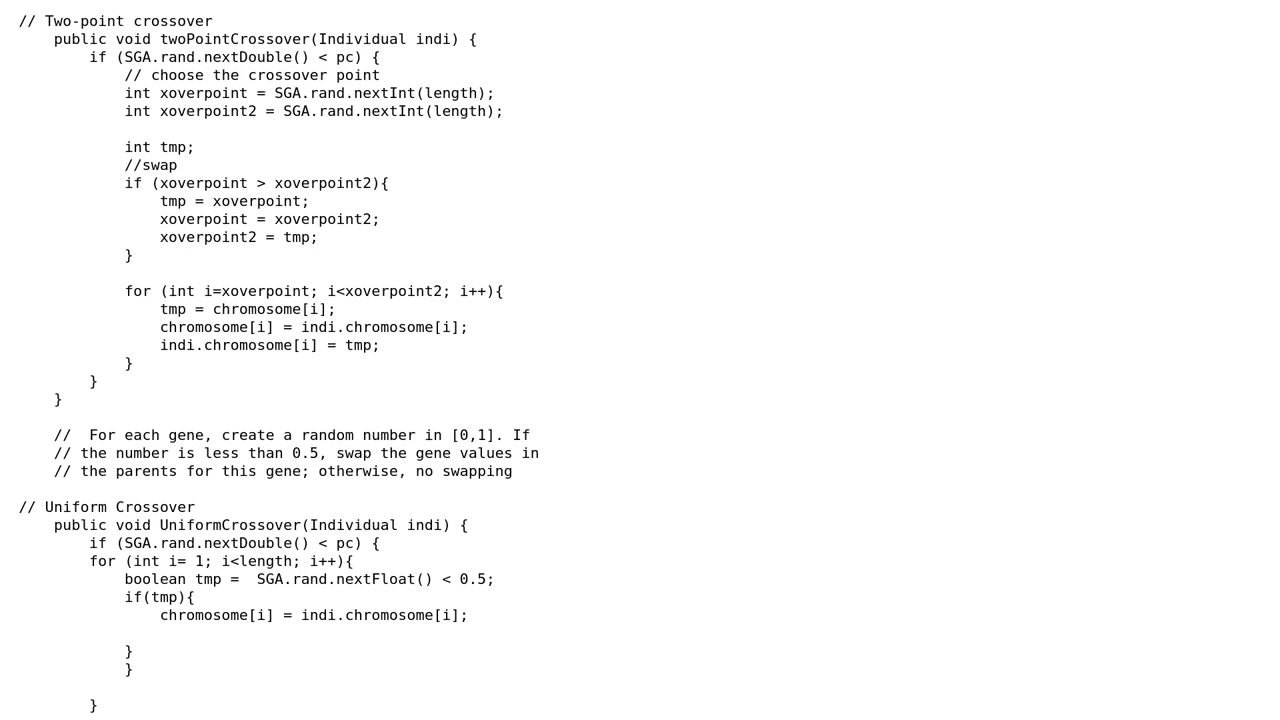 // Two-point crossover
    public void twoPointCrossover(Individual indi) {
        if (SGA.rand.nextDouble() < pc) {
            // choose the crossover point
            int xoverpoint = SGA.rand.nextInt(length);
            int xoverpoint2 = SGA.rand.nextInt(length);

            int tmp;
            //swap
            if (xoverpoint > xoverpoint2){
                tmp = xoverpoint;
                xoverpoint = xoverpoint2;
                xoverpoint2 = tmp;
            }

            for (int i=xoverpoint; i<xoverpoint2; i++){
                tmp = chromosome[i];
                chromosome[i] = indi.chromosome[i];
                indi.chromosome[i] = tmp;
            }
        }
    }

    //  For each gene, create a random number in [0,1]. If
    // the number is less than 0.5, swap the gene values in
    // the parents for this gene; otherwise, no swapping

// Uniform Crossover
    public void UniformCrossover(Individual indi) {
        if (SGA.rand.nextDouble() < pc) {
        for (int i= 1; i<length; i++){
            boolean tmp =  SGA.rand.nextFloat() < 0.5;
            if(tmp){
                chromosome[i] = indi.chromosome[i];

            }
            }

        }